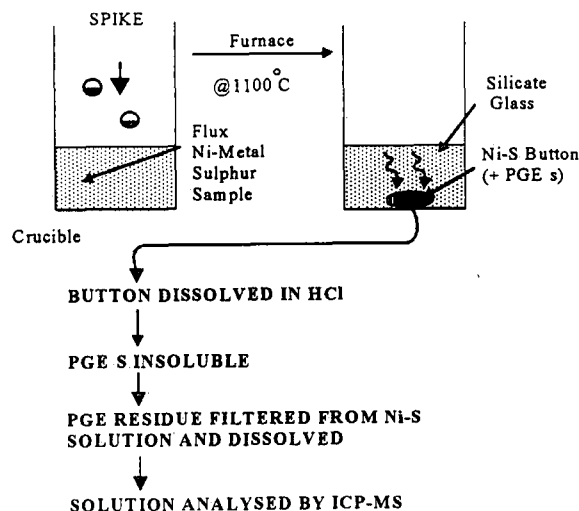 SPIKE
Furnace
@1100°C
Flux
Ni-Metal
Sulphur
Sample
Silicate
Glass
Ni-S Button
(+ PGE s)
Crucible
BUTTON DISSOLVED IN HCl
PGE S INSOLUBLE
PGE RESIDUE FILTERED FROM Ni-S
SOLUTION AND DISSOLVED
SOLUTION ANALYSED BY ICP-MS